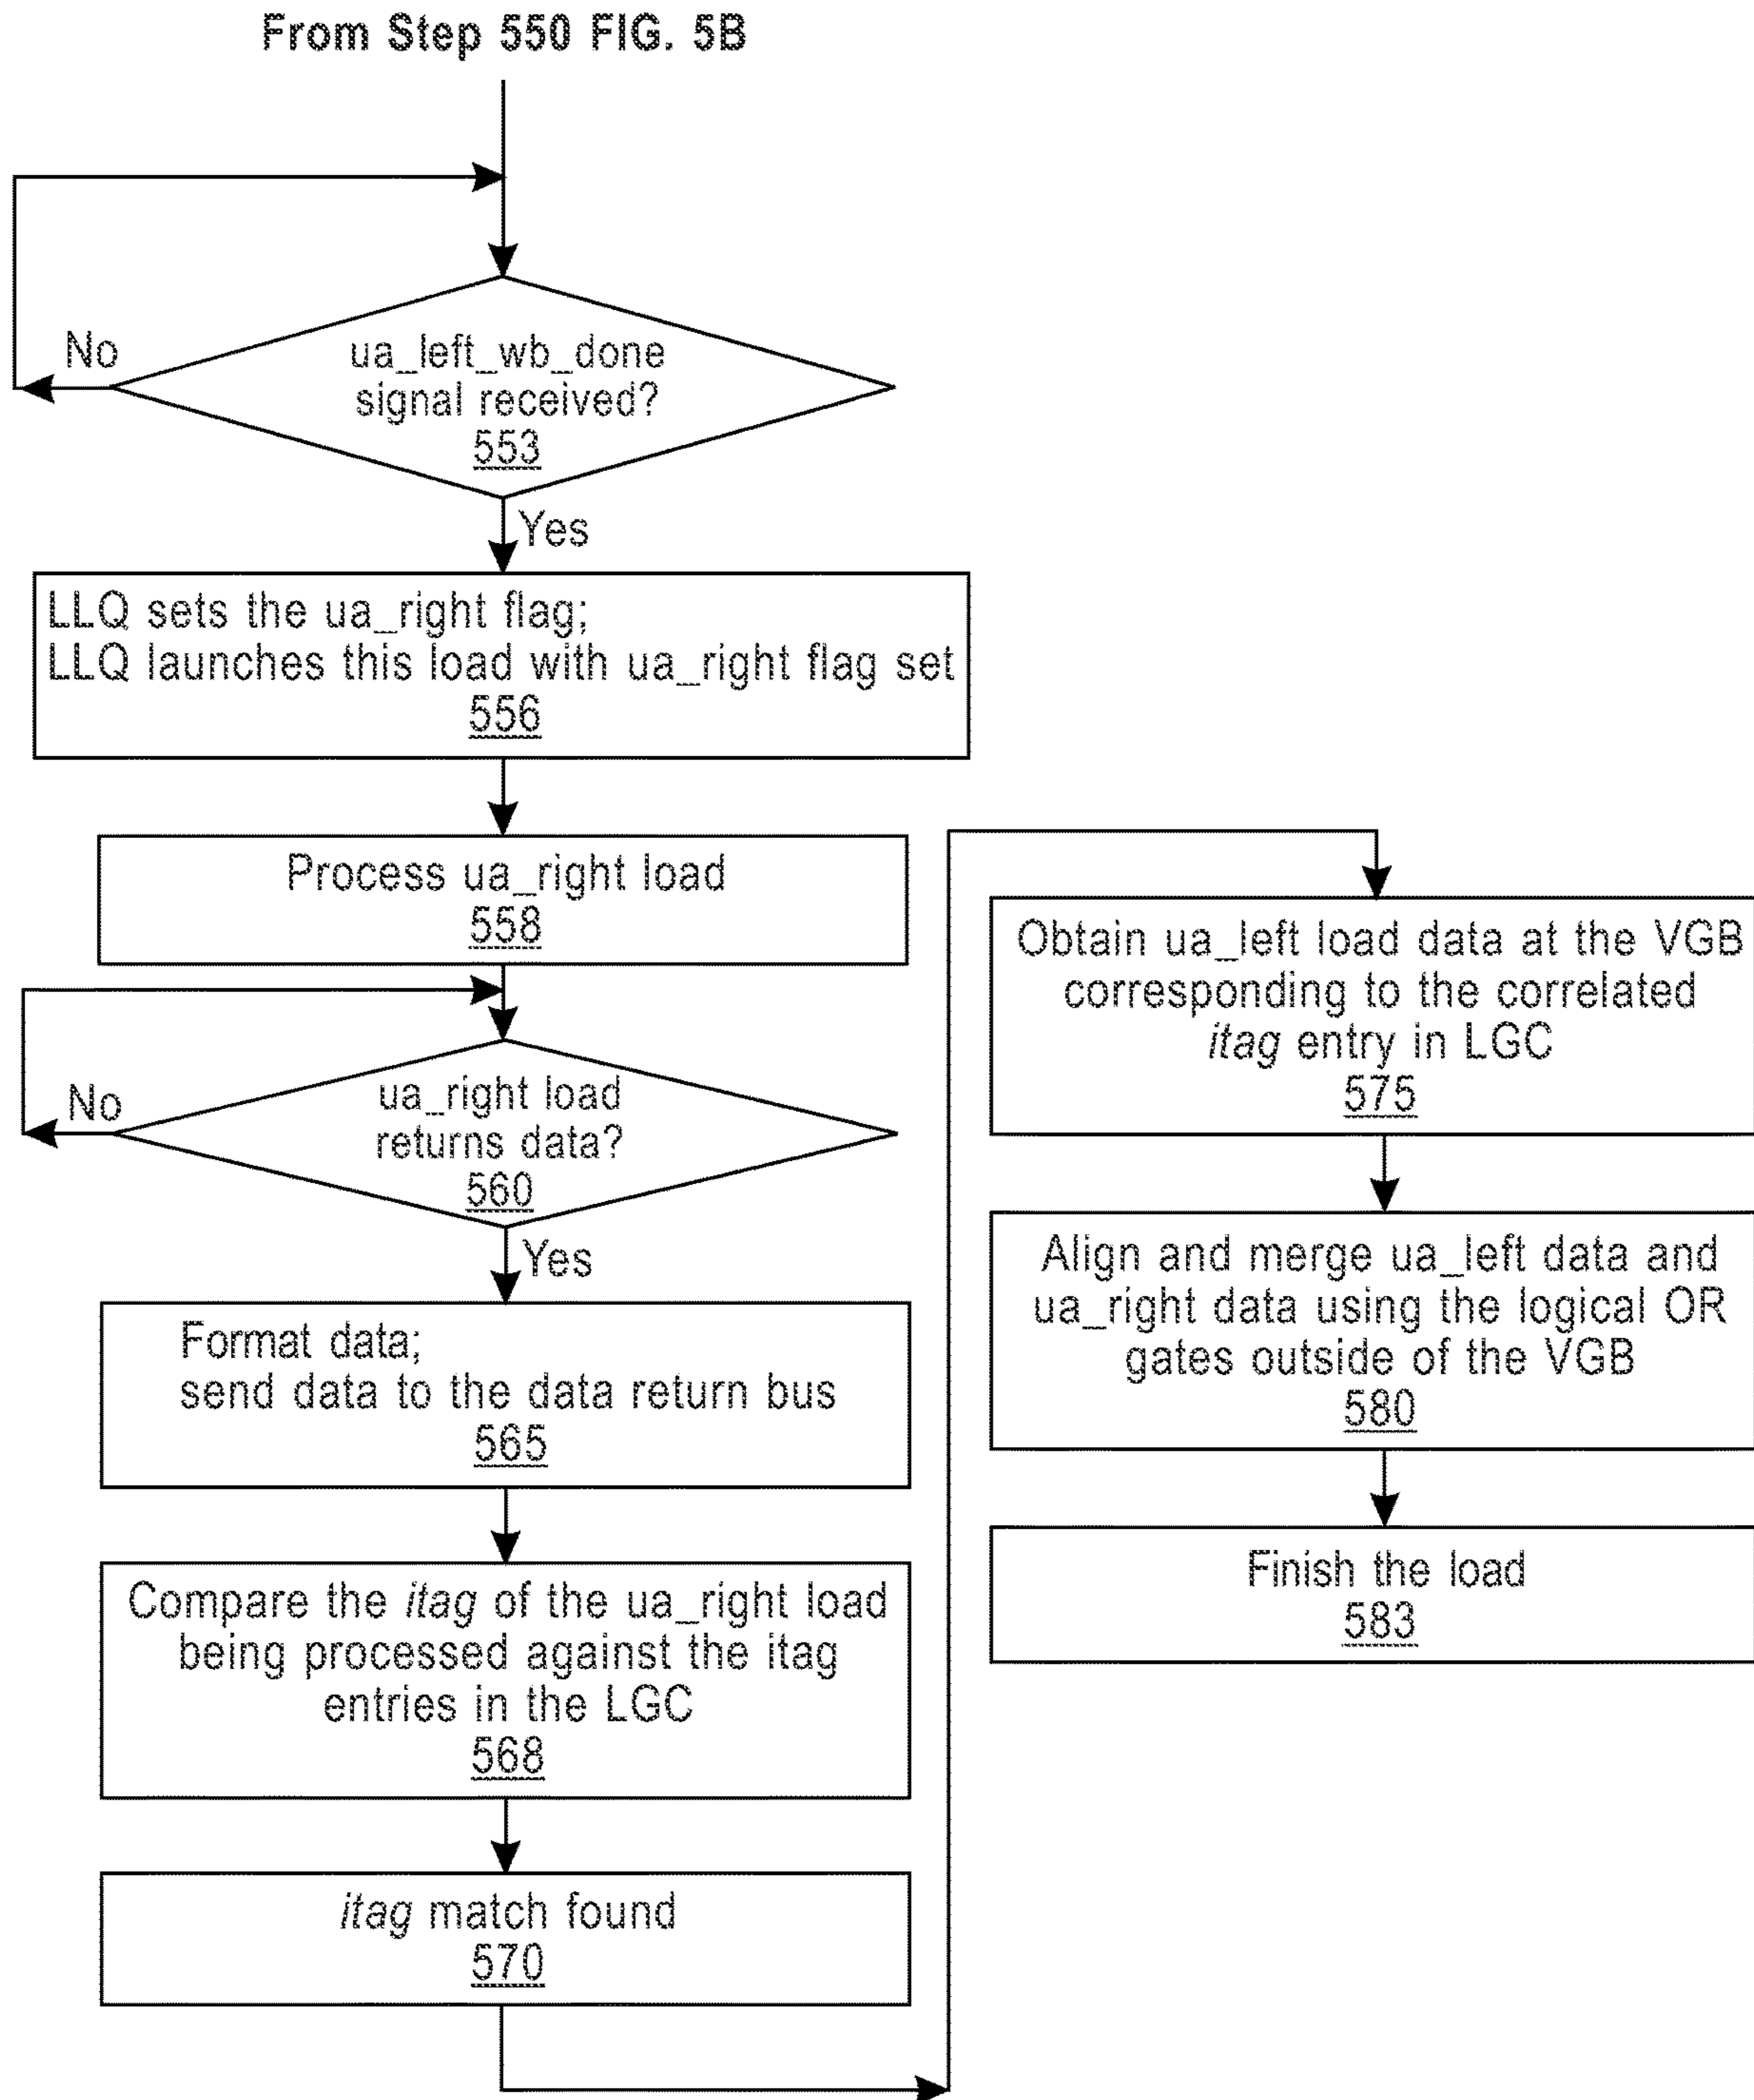 From Step 550 FIG. 5B
No
ua_left_wb_done
signal received?
553
Yes
LLQ sets the ua_right flag;
LLQ launches this load with ua_right flag set
556
Process ua_right load
558
No
ua_right load
returns data?
560
Yes
Format data;
send data to the data return bus
565
Compare the itag of the ua_right load
being processed against the itag
entries in the LGC
568
itag match found
570
Obtain ua_left load data at the VGB
corresponding to the correlated
itag entry in LGC
575
Align and merge ua_left data and
ua_right data using the logical OR
gates outside of the VGB
580
Finish the load
583